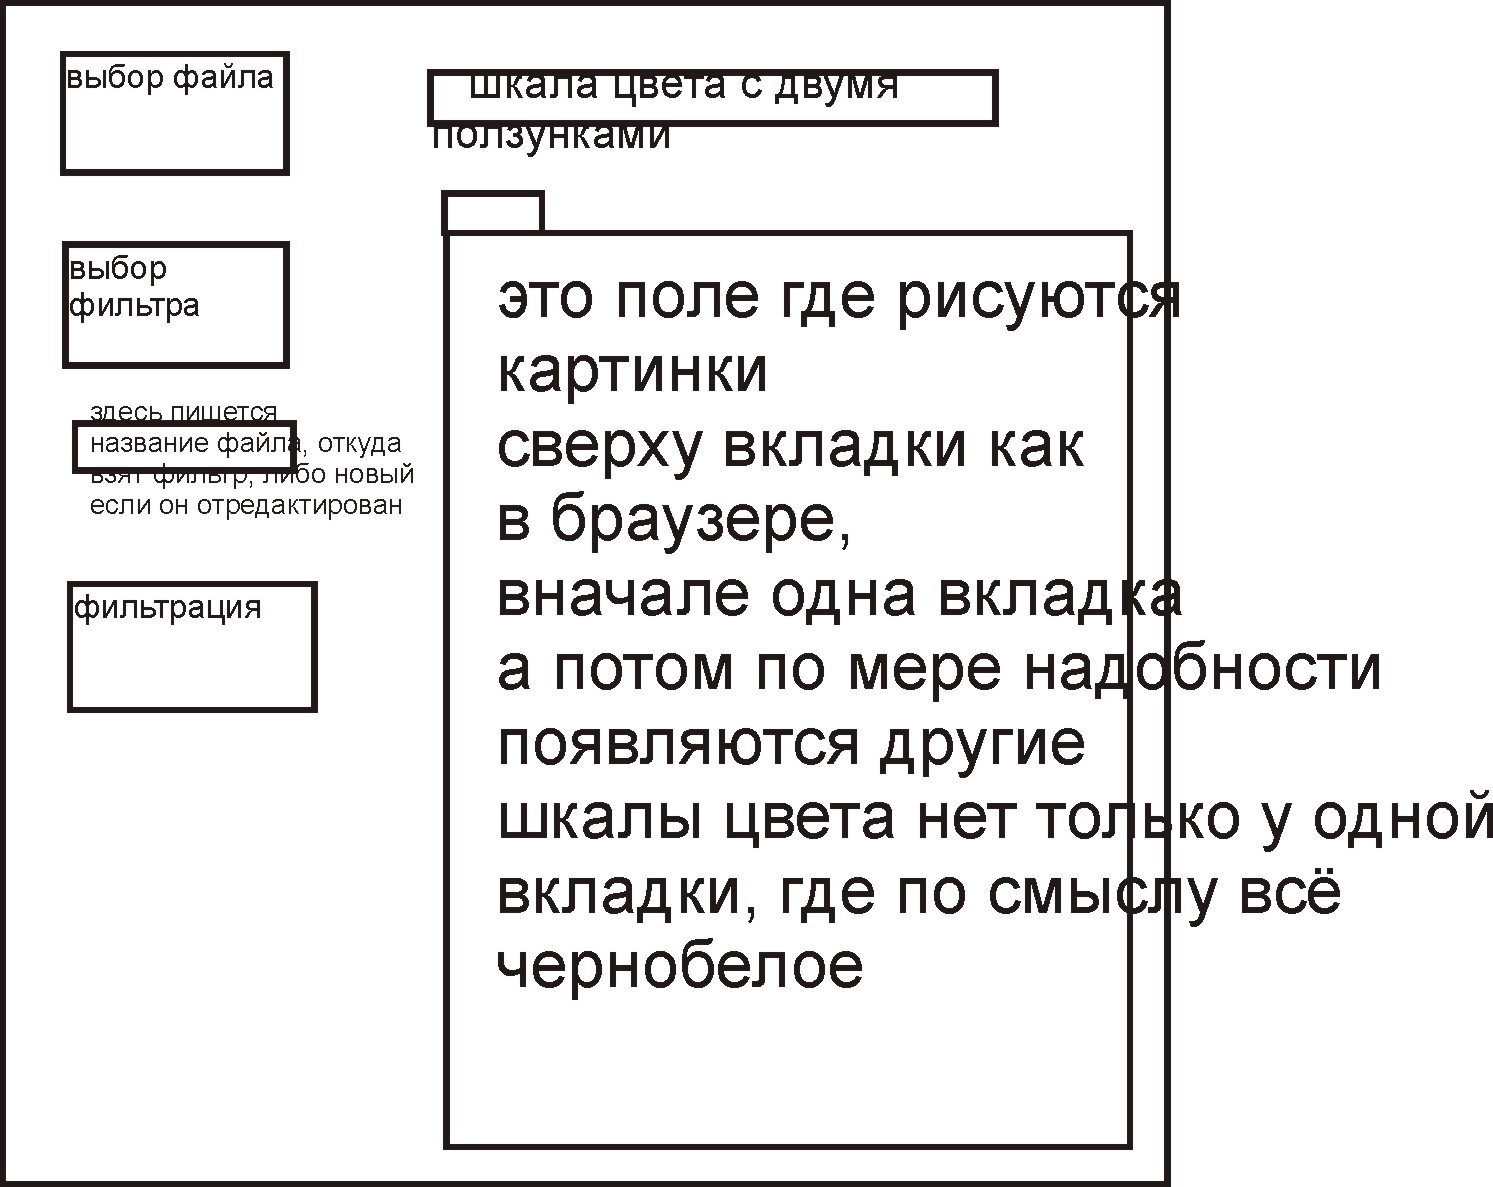 выбор файла
шкала цвета с двумя
ползунками
выбор
фильтра
здесь пишется
название файла, откуда
взят фильтр, либо новый
если он отредактирован
фильтрация
это поле где рисуются
картинки
сверху вкладки как
в браузере,
вначале одна вкладка
а потом по мере надобности
появляются другие
шкалы цвета нет только у одной
вкладки, где по смыслу всё
чернобелое